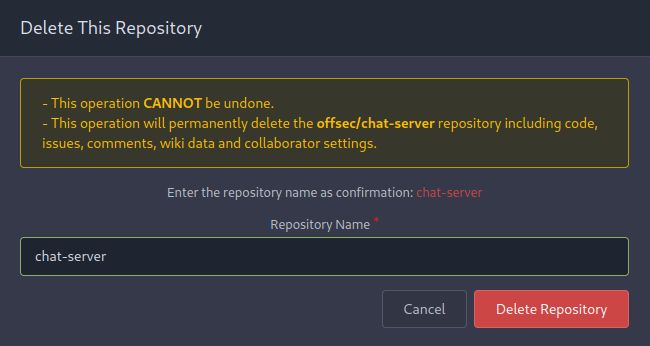 Delete This Repository
- This operation CANNOT be undone.
- This operation will permanently delete the offsec/chat-server repository including code,
issues, comments, wiki data and collaborator settings.
Enter the repository name as confirmation: chat-server
Repository Name *
chat-server
Cancel
Delete Repository